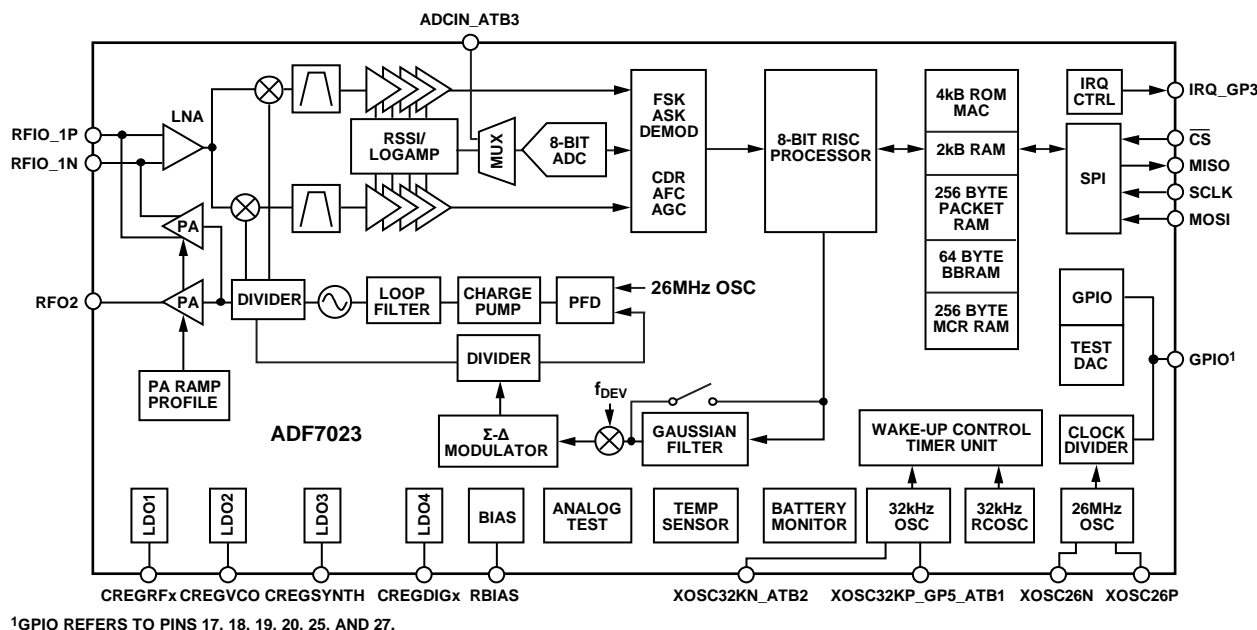 ADCIN_ATB3
RFIO_1P
RFIO_1N
RFO2
LNA
PA
PA
PA RAMP
PROFILE
RSSI/
LOGAMP
MUX
8-BIT
ADC
FSK
ASK
DEMOD
CDR
AFC
AGC
8-BIT RISC
PROCESSOR
4kB ROM
MAC
2kB RAM
256 BYTE
PACKET
RAM
64 BYTE
BBRAM
256 BYTE
MCR RAM
IRQ
CTRL
SPI
IRQ_GP3
CS
MISO
SCLK
MOSI
GPIO
TEST
DAC
GPIO1
DIVIDER
LOOP
FILTER
CHARGE
PUMP
PFD
26MHz OSC
DIVIDER
fDEV
ADF7023
Σ-Δ
MODULATOR
GAUSSIAN
FILTER
WAKE-UP CONTROL
TIMER UNIT
CLOCK
DIVIDER
LDO1
LDO2
LDO3
LDO4
BIAS
ANALOG
TEST
TEMP
SENSOR
BATTERY
MONITOR
32kHz
OSC
32kHz
RCOSC
26MHz
OSC
CREGRFx
CREGVCO
CREGSYNTH
CREGDIGx
RBIAS
XOSC32KN_ATB2
XOSC32KP_GP5_ATB1
XOSC26N
XOSC26P
1GPIO REFERS TO PINS 17, 18, 19, 20, 25, AND 27.